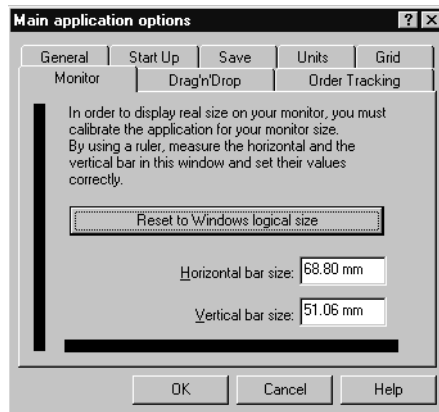 Main application options
General Start Up Save Units Grid
Monitor Drag'n'Drop Order Tracking
In order to display real size on your monitor, you must
calibrate the application for your monitor size.
By using a ruler, measure the horizontal and the
vertical bar in this window and set their values
correctly.
Reset to Windows logical size
Horizontal bar size: 68.80 mm
Vertical bar size: 51.06 mm
OK Cancel Help